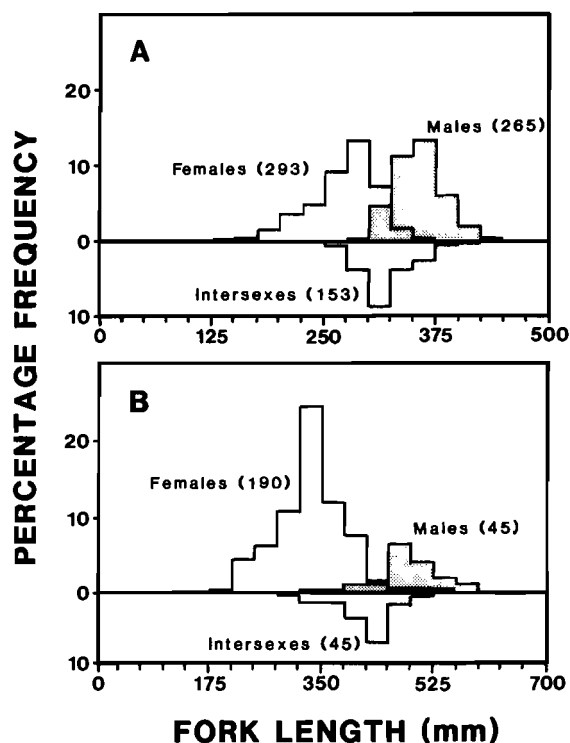 PERCENTAGE FREQUENCY
A
20
10
0
10
Females (293)
Males (265)
Intersexes (153)
0 125 250 375 500
B
20
10
0
10
Females (190)
Males (45)
Intersexes (45)
0 175 350 525 700
FORK LENGTH (mm)